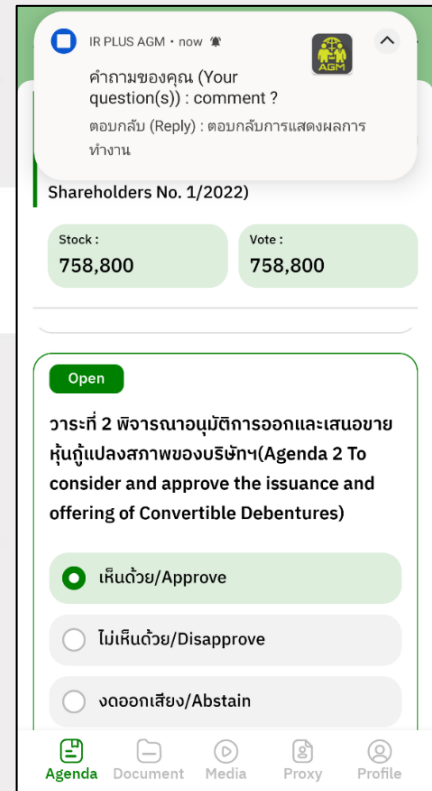 IR PLUS AGM • now
AGM
คำถามของคุณ (Your
question(s)) : comment ?
ตอบกลับ (Reply) : ตอบกลับการแสดงผลการ
ทำงาน
Shareholders No. 1/2022)
Stock :
758,800
Vote :
758,800
Open
วาระที่ 2 พิจารณาอนุมัติการออกและเสนอขาย
หุ้นกู้แปลงสภาพของบริษัทฯ(Agenda 2 To
consider and approve the issuance and
offering of Convertible Debentures)
เห็นด้วย/Approve
ไม่เห็นด้วย/Disapprove
งดออกเสียง/Abstain
Agenda Document Media Proxy Profile